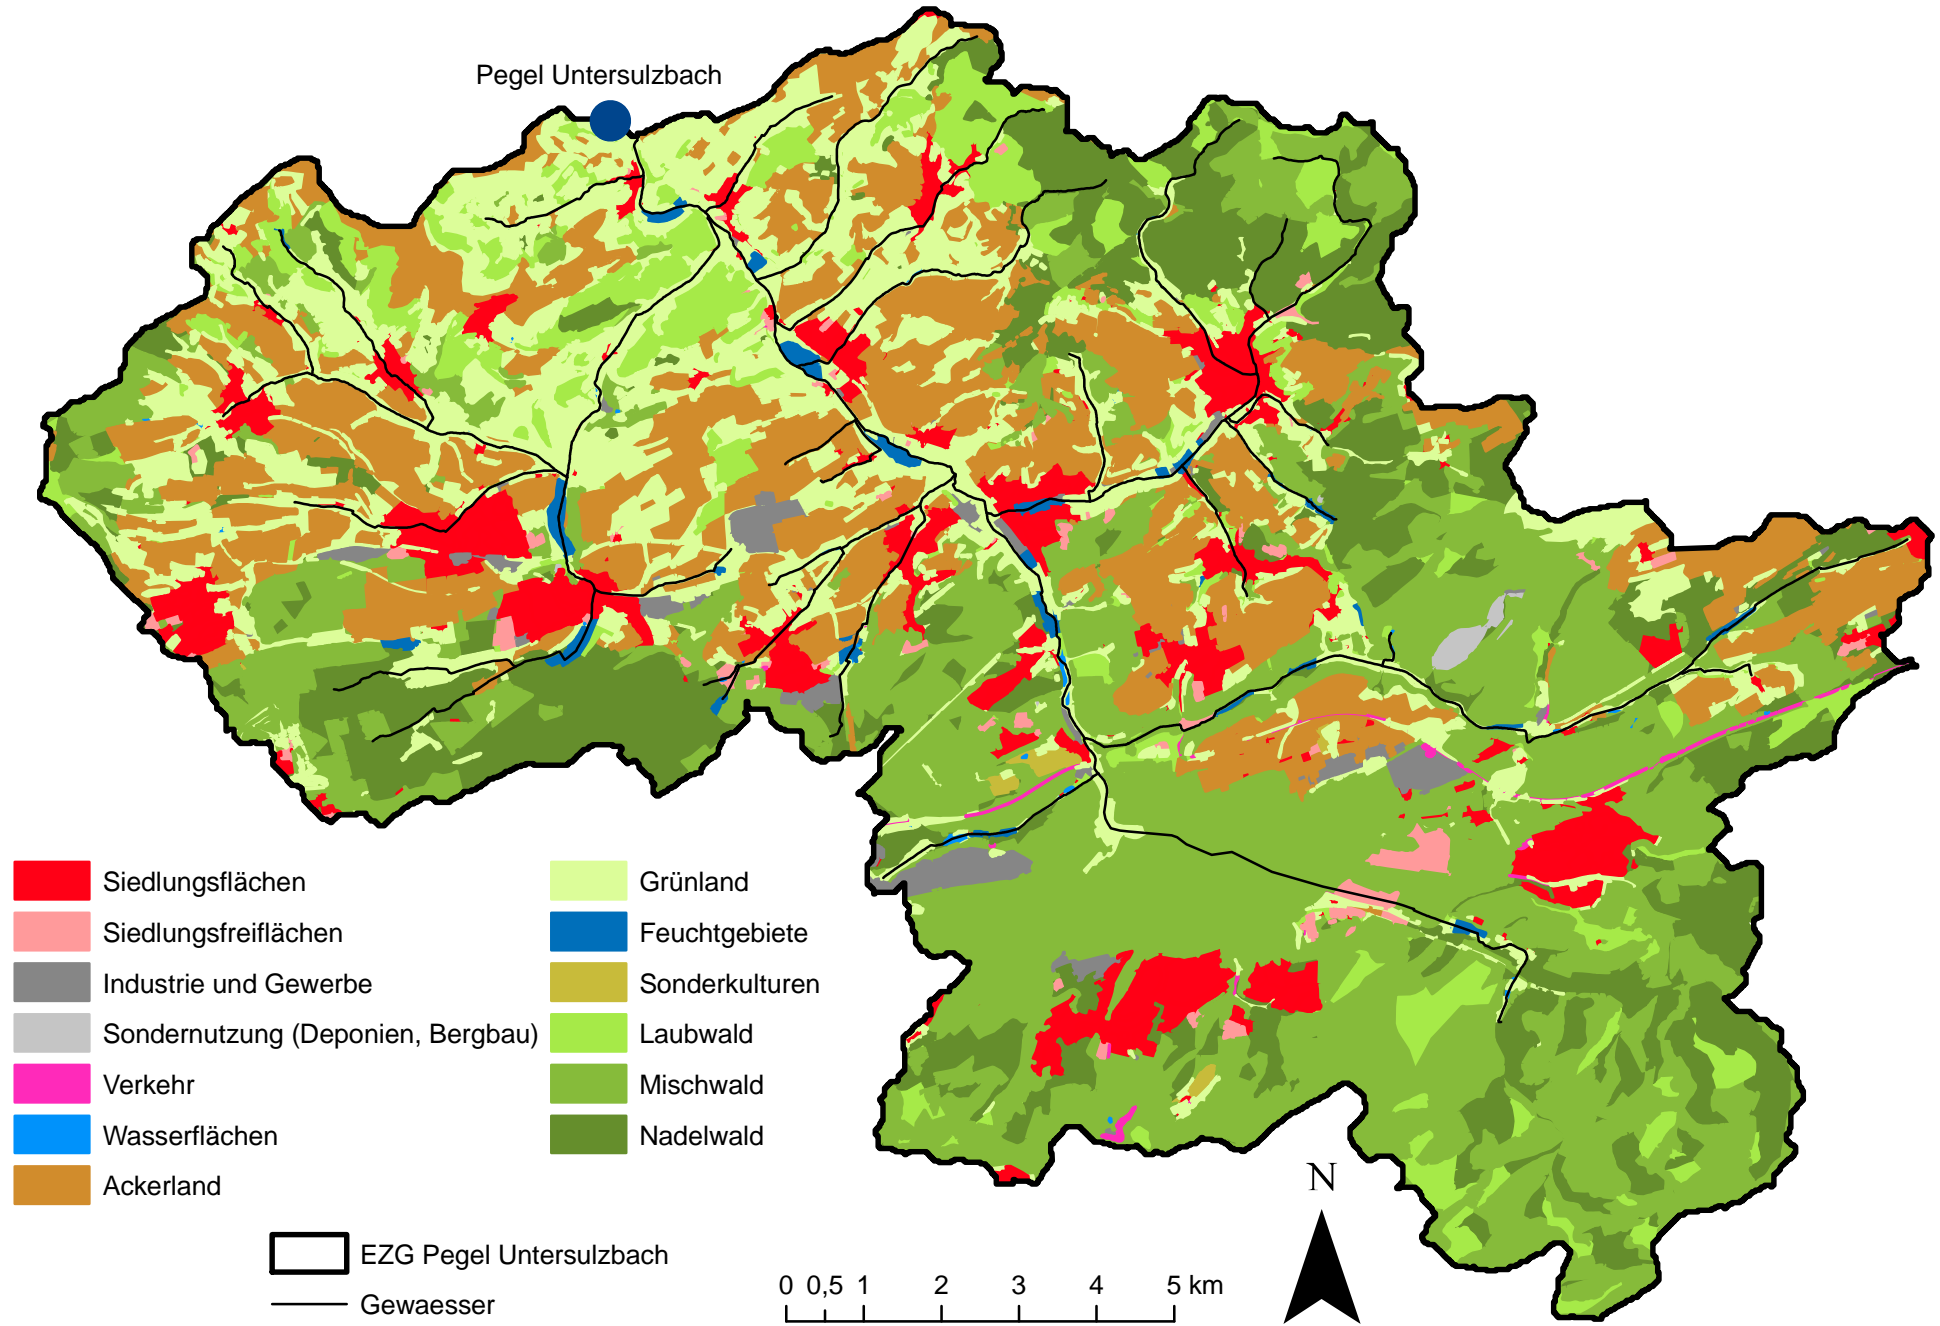 Pegel Untersulzbach
Siedlungsflächen
Siedlungsfreiflächen
Industrie und Gewerbe
Sondernutzung (Deponien, Bergbau)
Verkehr
Wasserflächen
Ackerland
Grünland
Feuchtgebiete
Sonderkulturen
Laubwald
Mischwald
Nadelwald
EZG Pegel Untersulzbach
Gewaesser
0 0,5 1 2 3 4 5 km
N